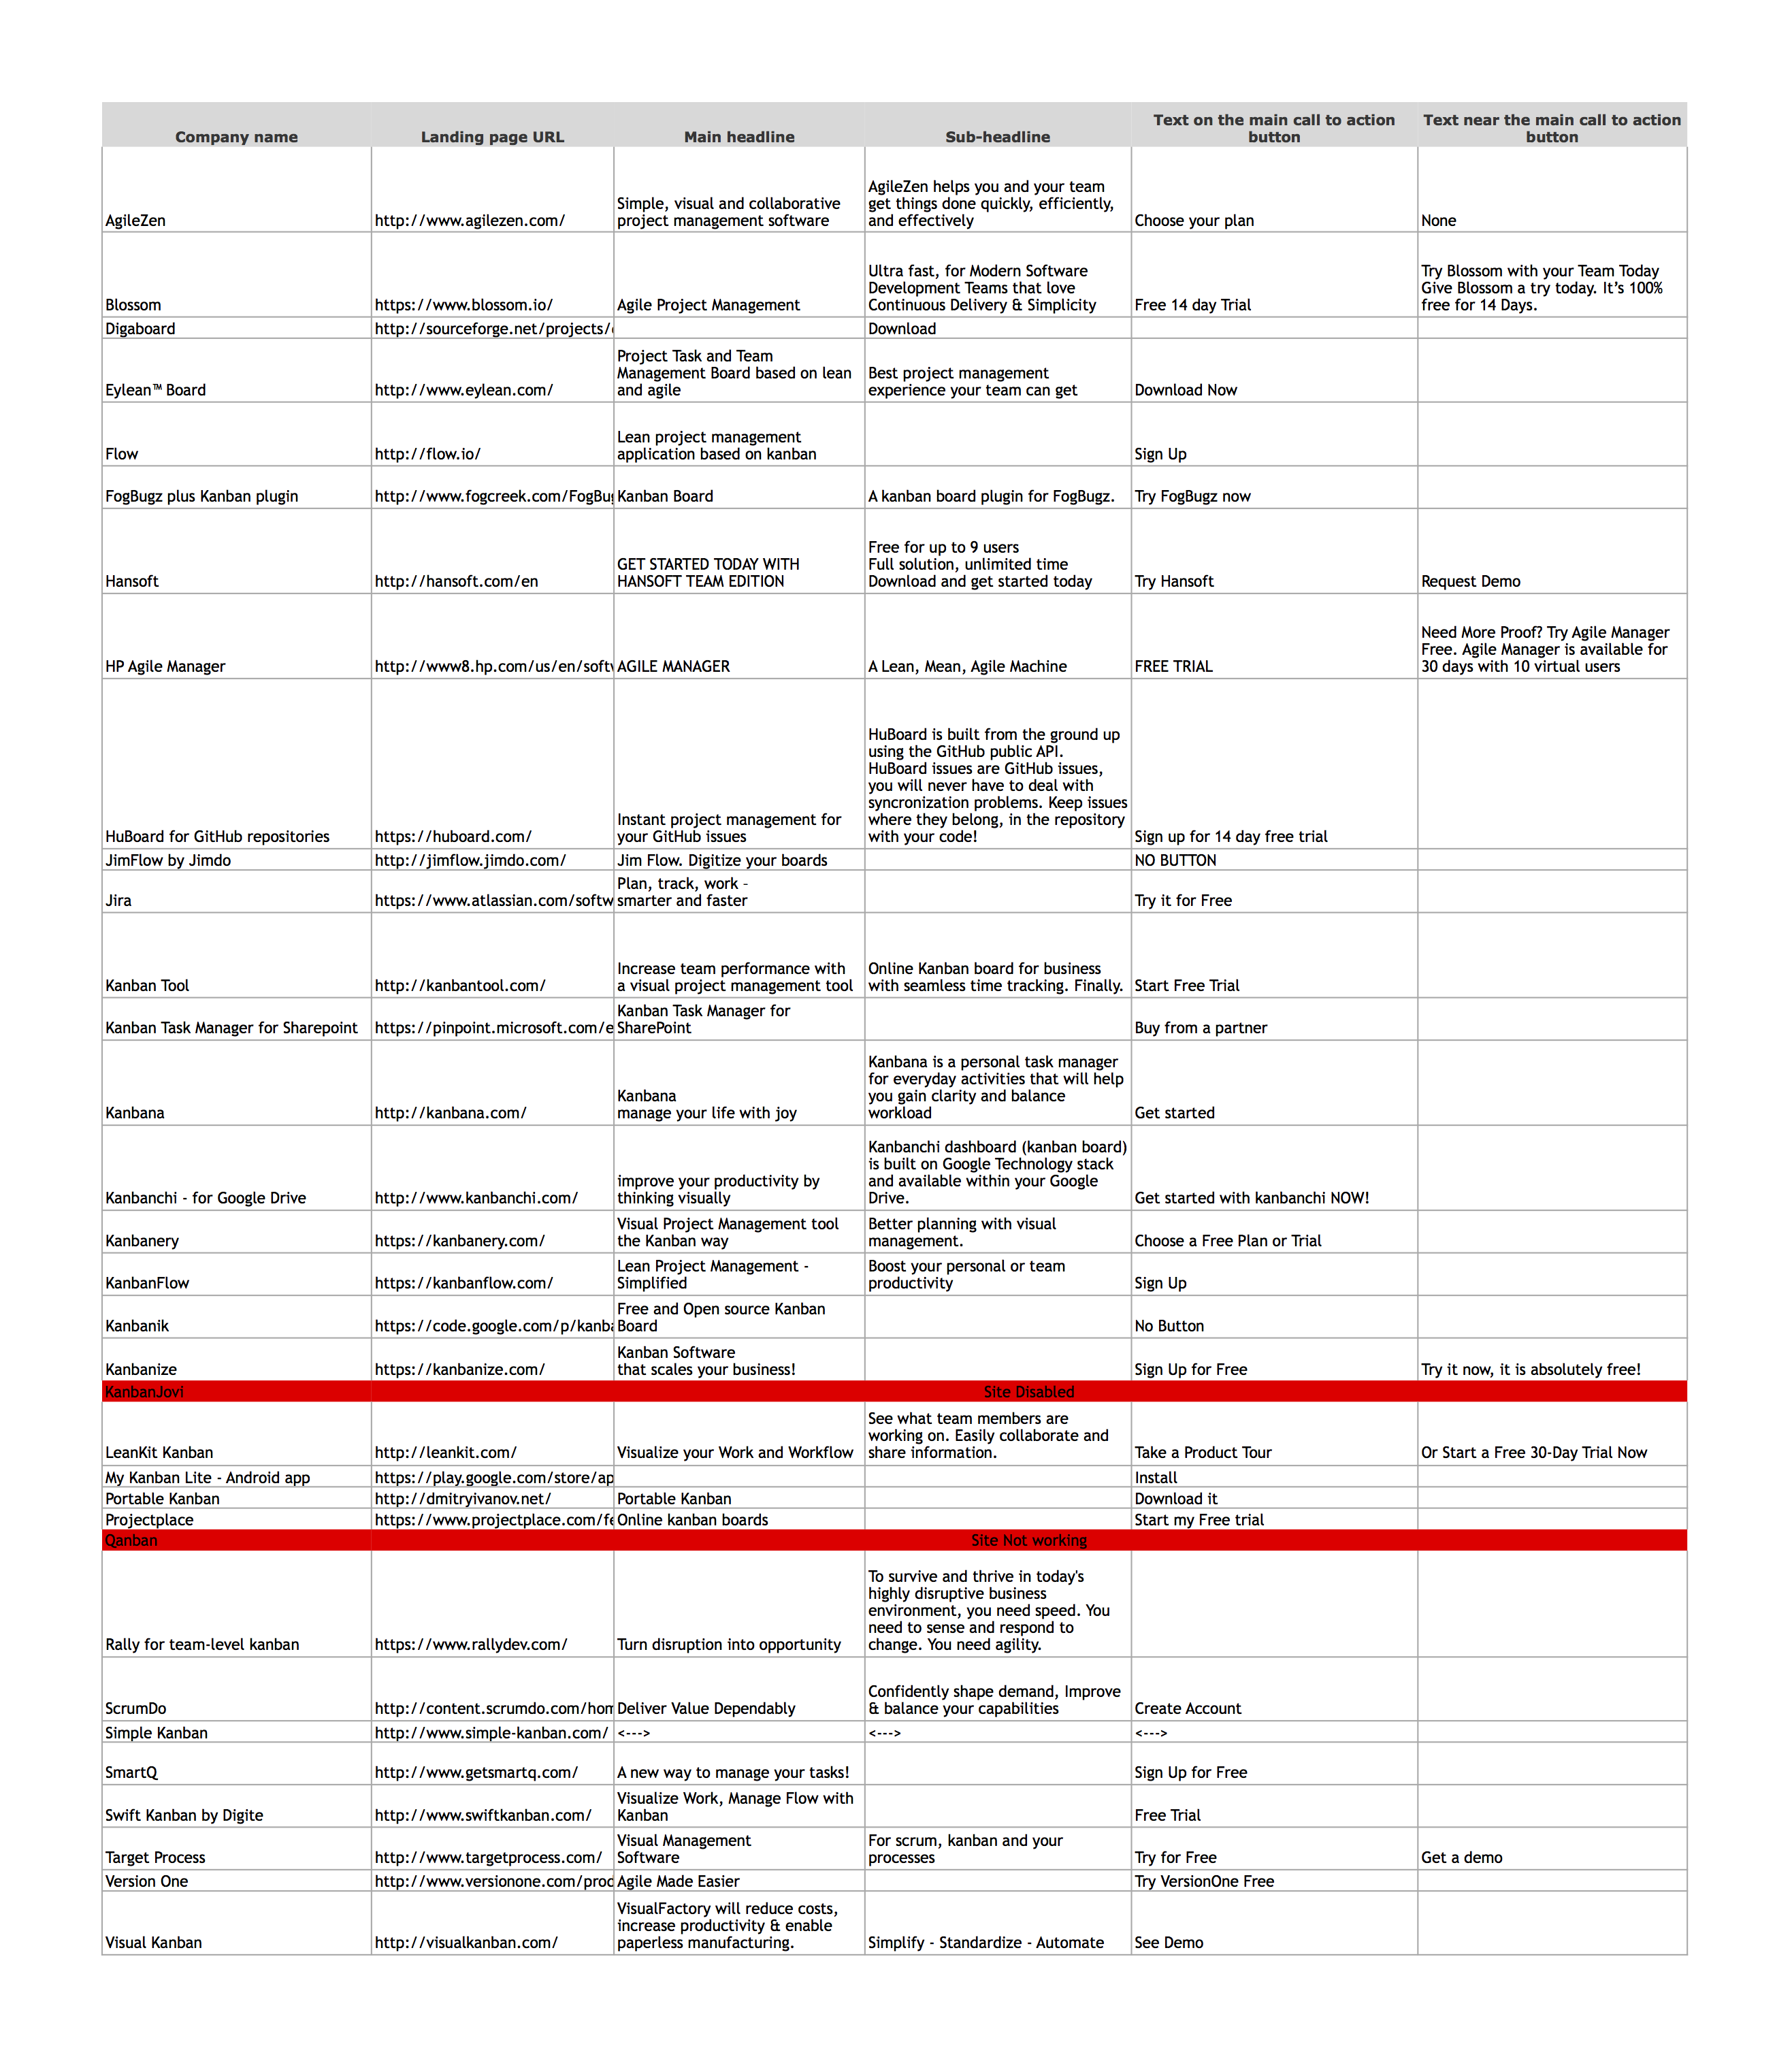 Company name Landing page URL Main headline Sub-headline Text on the main call to action button Text near the main call to action button
AgileZen http://www.agilezen.com/ Simple, visual and collaborative project management software AgileZen helps you and your team get things done quickly, efficiently, and effectively Choose your plan None
Blossom https://www.blossom.io/ Agile Project Management Ultra fast, for Modern Software Development Teams that love Continuous Delivery & Simplicity Free 14 day Trial Try Blossom with your Team Today Give Blossom a try today. It’s 100% free for 14 Days.
Digaboard http://sourceforge.net/projects/ Download
Eylean™ Board http://www.eylean.com/ Project Task and Team Management Board based on lean and agile Best project management experience your team can get Download Now
Flow http://flow.io/ Lean project management application based on kanban Sign Up
FogBugz plus Kanban plugin http://www.fogcreek.com/FogBug Kanban Board A kanban board plugin for FogBugz. Try FogBugz now
Hansoft http://hansoft.com/en GET STARTED TODAY WITH HANSOFT TEAM EDITION Free for up to 9 users Full solution, unlimited time Download and get started today Try Hansoft Request Demo
HP Agile Manager http://www8.hp.com/us/en/softw AGILE MANAGER A Lean, Mean, Agile Machine FREE TRIAL Need More Proof? Try Agile Manager Free. Agile Manager is available for 30 days with 10 virtual users
HuBoard for GitHub repositories https://huboard.com/ Instant project management for your GitHub issues HuBoard is built from the ground up using the GitHub public API. HuBoard issues are GitHub issues, you will never have to deal with syncronization problems. Keep issues where they belong, in the repository with your code! Sign up for 14 day free trial
JimFlow by Jimdo http://jimflow.jimdo.com/ Jim Flow. Digitize your boards NO BUTTON
Jira https://www.atlassian.com/softw Plan, track, work - smarter and faster Try it for Free
Kanban Tool http://kanbantool.com/ Increase team performance with a visual project management tool Online Kanban board for business with seamless time tracking. Finally. Start Free Trial
Kanban Task Manager for Sharepoint https://pinpoint.microsoft.com/e Kanban Task Manager for SharePoint Buy from a partner
Kanbana http://kanbana.com/ Kanbana manage your life with joy Kanbana is a personal task manager for everyday activities that will help you gain clarity and balance workload Get started
Kanbanchi - for Google Drive http://www.kanbanchi.com/ improve your productivity by thinking visually Kanbanchi dashboard (kanban board) is built on Google Technology stack and available within your Google Drive. Get started with kanbanchi NOW!
Kanbanery https://kanbanery.com/ Visual Project Management tool the Kanban way Better planning with visual management. Choose a Free Plan or Trial
KanbanFlow https://kanbanflow.com/ Lean Project Management - Simplified Boost your personal or team productivity Sign Up
Kanbanik https://code.google.com/p/kanba Free and Open source Kanban Board No Button
Kanbanize https://kanbanize.com/ Kanban Software that scales your business! Sign Up for Free Try it now, it is absolutely free!
KanbanJovi Site Disabled
LeanKit Kanban http://leankit.com/ Visualize your Work and Workflow See what team members are working on. Easily collaborate and share information. Take a Product Tour Or Start a Free 30-Day Trial Now
My Kanban Lite - Android app https://play.google.com/store/ap Install
Portable Kanban http://dmitryivanov.net/ Portable Kanban Download it
Projectplace https://www.projectplace.com/fe Online kanban boards Start my Free trial
Qanban Site Not working
Rally for team-level kanban https://www.rallydev.com/ Turn disruption into opportunity To survive and thrive in today's highly disruptive business environment, you need speed. You need to sense and respond to change. You need agility.
ScrumDo http://content.scrumdo.com/hom Deliver Value Dependably Confidently shape demand, Improve & balance your capabilities Create Account
Simple Kanban http://www.simple-kanban.com/ <---> <---> <--->
SmartQ http://www.getsmartq.com/ A new way to manage your tasks! Sign Up for Free
Swift Kanban by Digite http://www.swiftkanban.com/ Visualize Work, Manage Flow with Kanban Free Trial
Target Process http://www.targetprocess.com/ Visual Management Software For scrum, kanban and your processes Try for Free Get a demo
Version One http://www.versionone.com/prod Agile Made Easier Try VersionOne Free
Visual Kanban http://visualkanban.com/ VisualFactory will reduce costs, increase productivity & enable paperless manufacturing. Simplify - Standardize - Automate See Demo